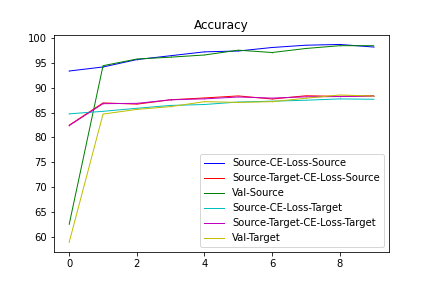 Accuracy
100
95
90
85
80
75
70
65
60
Source-CE-Loss-Source
Source-Target-CE-Loss-Source
Val-Source
Source-CE-Loss-Target
Source-Target-CE-Loss-Target
Val-Target
0 2 4 6 8